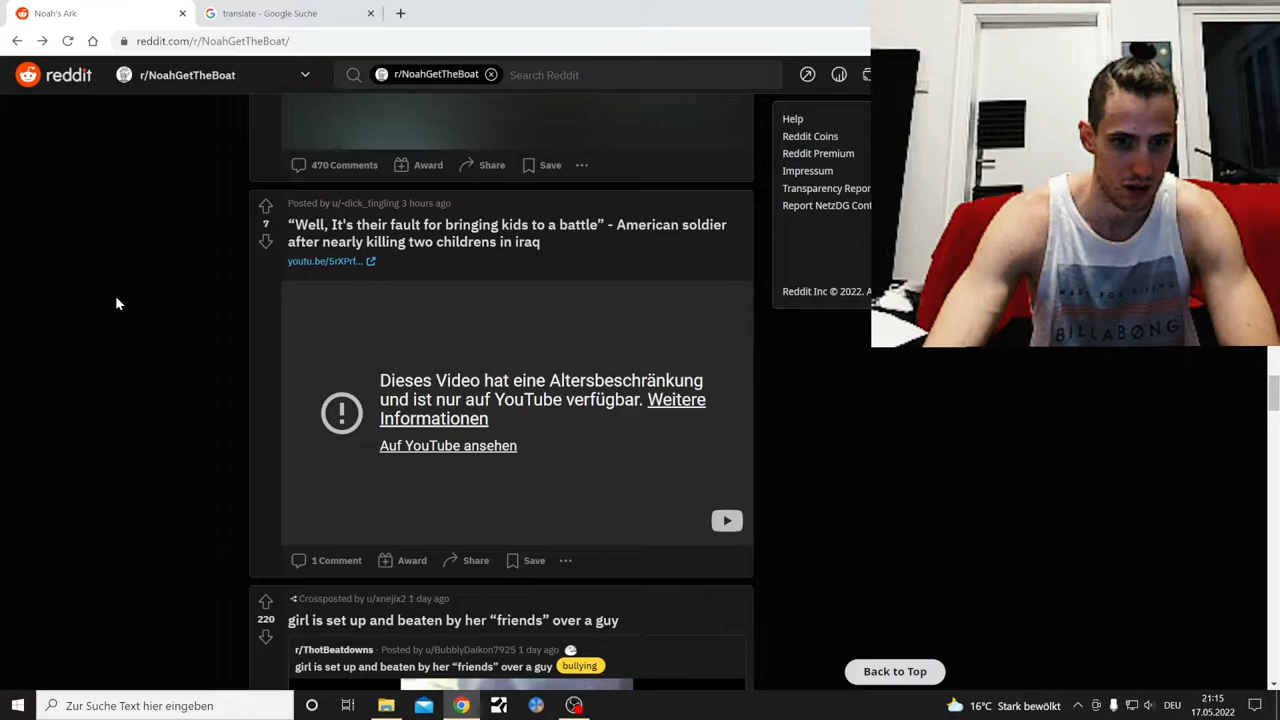 Noah's Ark
translate - Google Suche
reddit.com/r/NoahGetTheBoat/
reddit
r/NoahGetTheBoat
r/NoahGetTheBoat
Search Reddit
470 Comments
Award
Share
Save
Help
Reddit Coins
Reddit Premium
Impressum
Transparency Report
Report NetzDG Cont
Reddit Inc © 2022. A
Posted by u/-dick_tingling 3 hours ago
7
“Well, It's their fault for bringing kids to a battle” - American soldier
after nearly killing two childrens in iraq
youtu.be/5rXPrf...
Dieses Video hat eine Altersbeschränkung
und ist nur auf YouTube verfügbar. Weitere
Informationen
Auf YouTube ansehen
1 Comment
Award
Share
Save
Crossposted by u/xnejix2 1 day ago
220
girl is set up and beaten by her “friends” over a guy
r/ThotBeatdowns · Posted by u/BubblyDaikon7925 1 day ago
girl is set up and beaten by her “friends” over a guy
bullying
Back to Top
BILLABONG
Zur Suche Text hier eingeben
16°C Stark bewölkt
DEU
21:15
17.05.2022